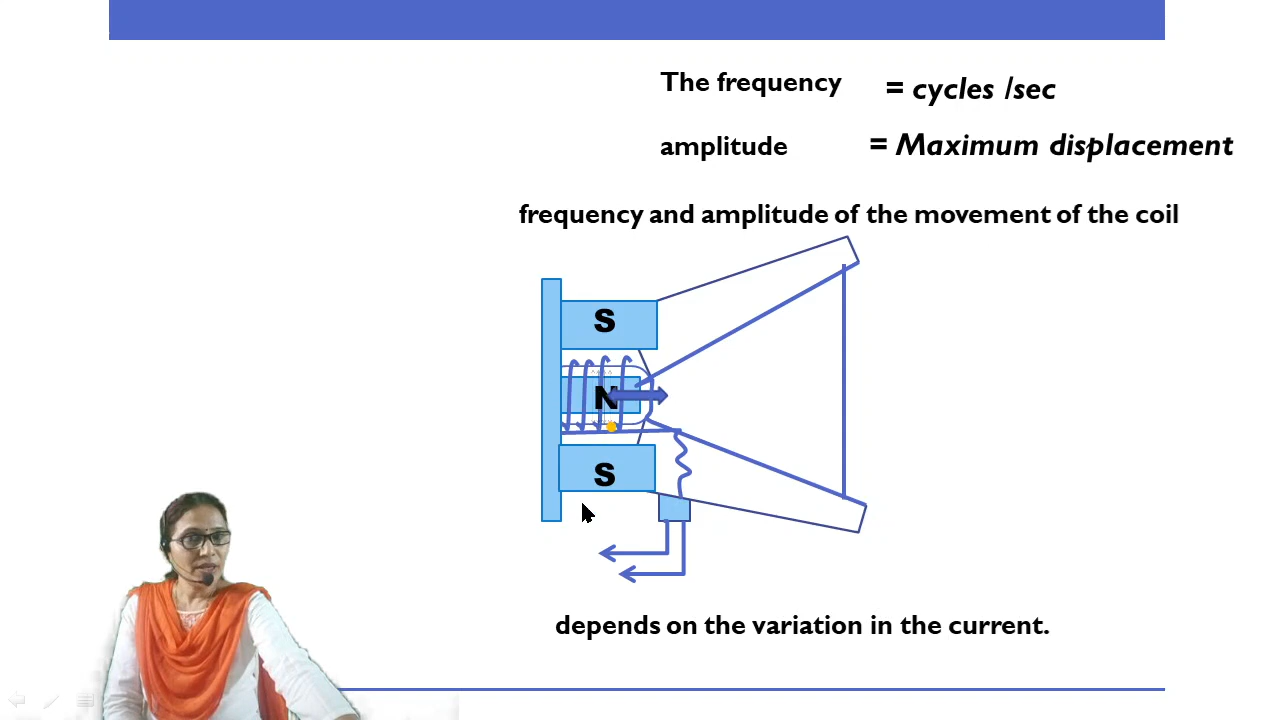 The frequency = cycles /sec
amplitude = Maximum displacement
frequency and amplitude of the movement of the coil
S
N
S
depends on the variation in the current.